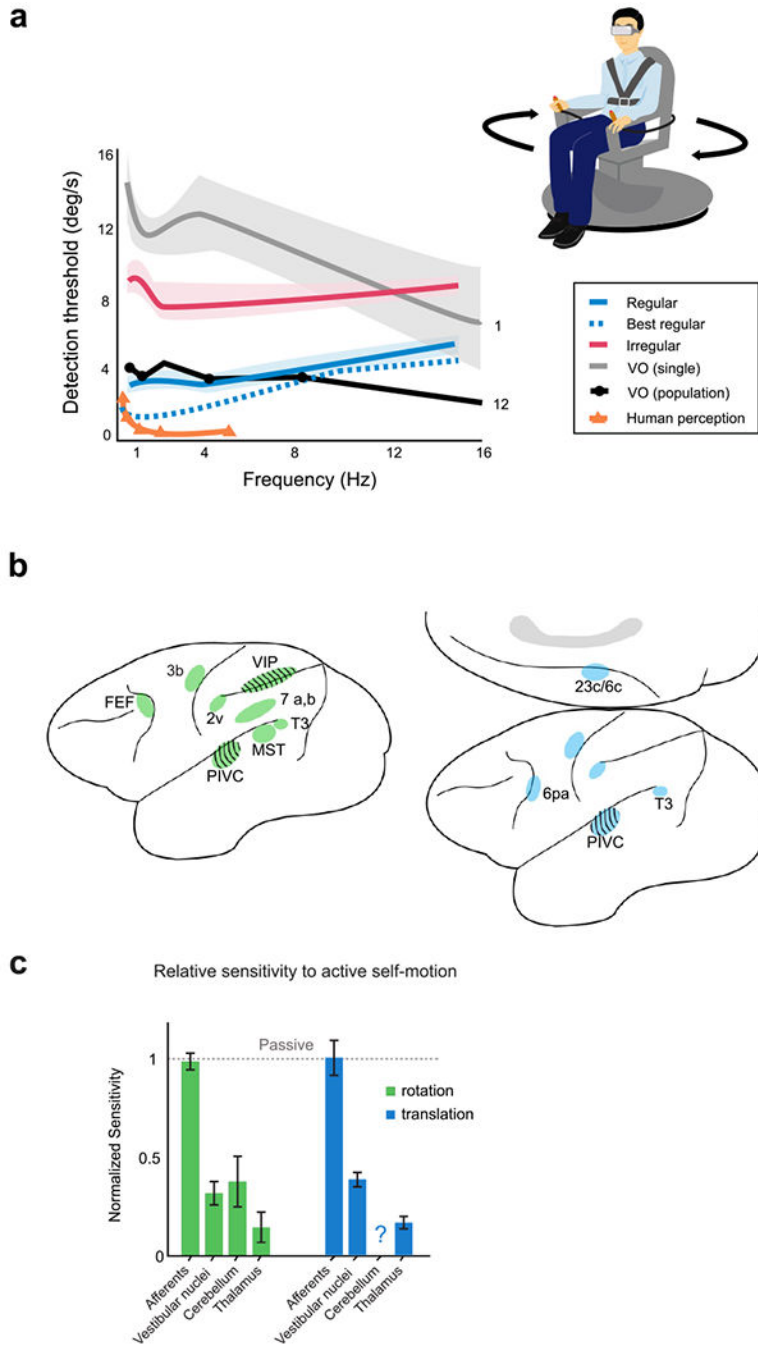 a
16
12
8
4
0
Detection threshold (deg/s)
1
4
8
12
16
Frequency (Hz)
1
12
Regular
Best regular
Irregular
VO (single)
VO (population)
Human perception
b
3b
VIP
FEF
2v
7 a,b
T3
MST
PIVC
23c/6c
6pa
T3
PIVC
c
Relative sensitivity to active self-motion
Passive
1
0.5
0
Normalized Sensitivity
rotation
translation
?
Afferents
Vestibular nuclei
Cerebellum
Thalamus
Afferents
Vestibular nuclei
Cerebellum
Thalamus